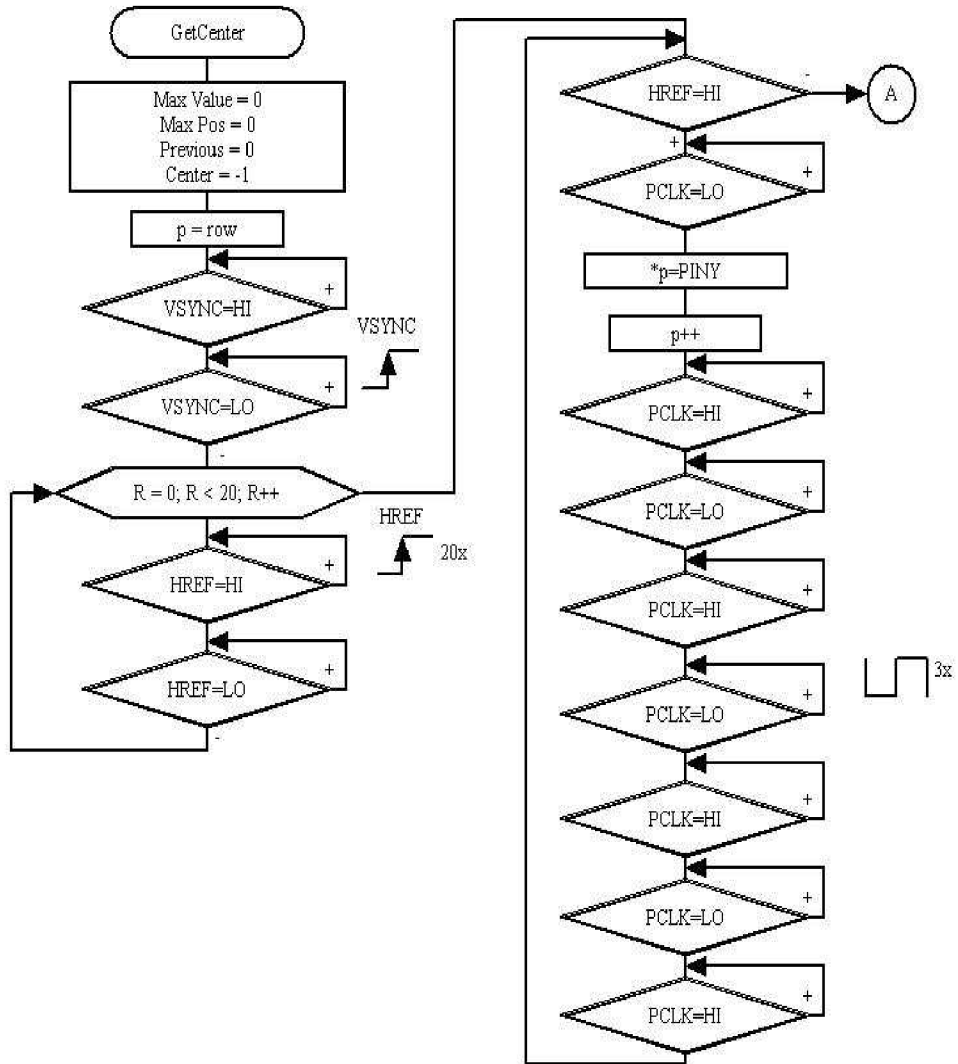 GetCenter
Max Value = 0
Max Pos = 0
Previous = 0
Center = -1
p = row
+
VSYNC=HI
VSYNC
+
VSYNC=LO
-
R = 0; R < 20; R++
HREF
20x
+
HREF=HI
+
HREF=LO
-
HREF=HI
-
A
+
+
PCLK=LO
*p=PINY
p++
+
PCLK=HI
+
PCLK=LO
+
PCLK=HI
+
PCLK=LO
3x
+
PCLK=HI
+
PCLK=LO
+
PCLK=HI